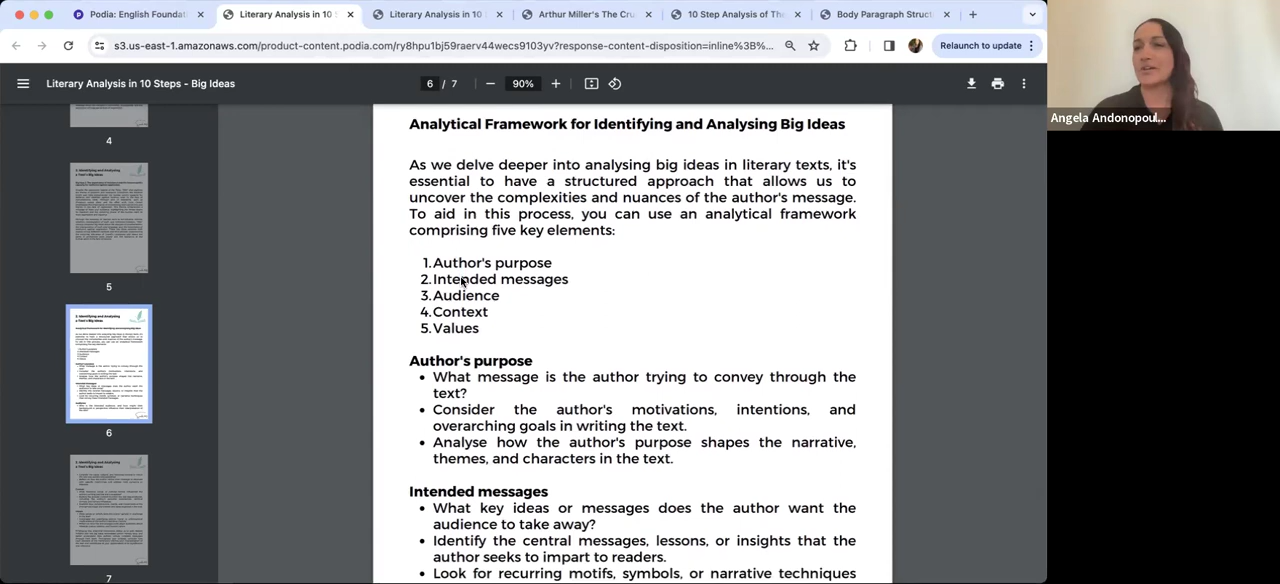 Podia: English Foundat
Literary Analysis in 10 S
Literary Analysis in 10 S
Arthur Miller's The Cru
10 Step Analysis of The
Body Paragraph Struct
s3.us-east-1.amazonaws.com/product-content.podia.com/ry8hpu1bj59raerv44wecs9103yv?response-content-disposition=inline%3B%...
Relaunch to update
Literary Analysis in 10 Steps - Big Ideas
6 / 7
90%
Angela Andonopoul...
4
5
6
7
Analytical Framework for Identifying and Analysing Big Ideas
As we delve deeper into analysing big ideas in literary texts, it's
essential to have a structured approach that allows us to
uncover the complexities and nuances of the author's message.
To aid in this process, you can use an analytical framework
comprising five key elements:
1. Author's purpose
2. Intended messages
3. Audience
4. Context
5. Values
Author's purpose
• What message is the author trying to convey through the
text?
• Consider the author's motivations, intentions, and
overarching goals in writing the text.
• Analyse how the author's purpose shapes the narrative,
themes, and characters in the text.
Intended messages
• What key ideas or messages does the author want the
audience to take away?
• Identify the central messages, lessons, or insights that the
author seeks to impart to readers.
• Look for recurring motifs, symbols, or narrative techniques